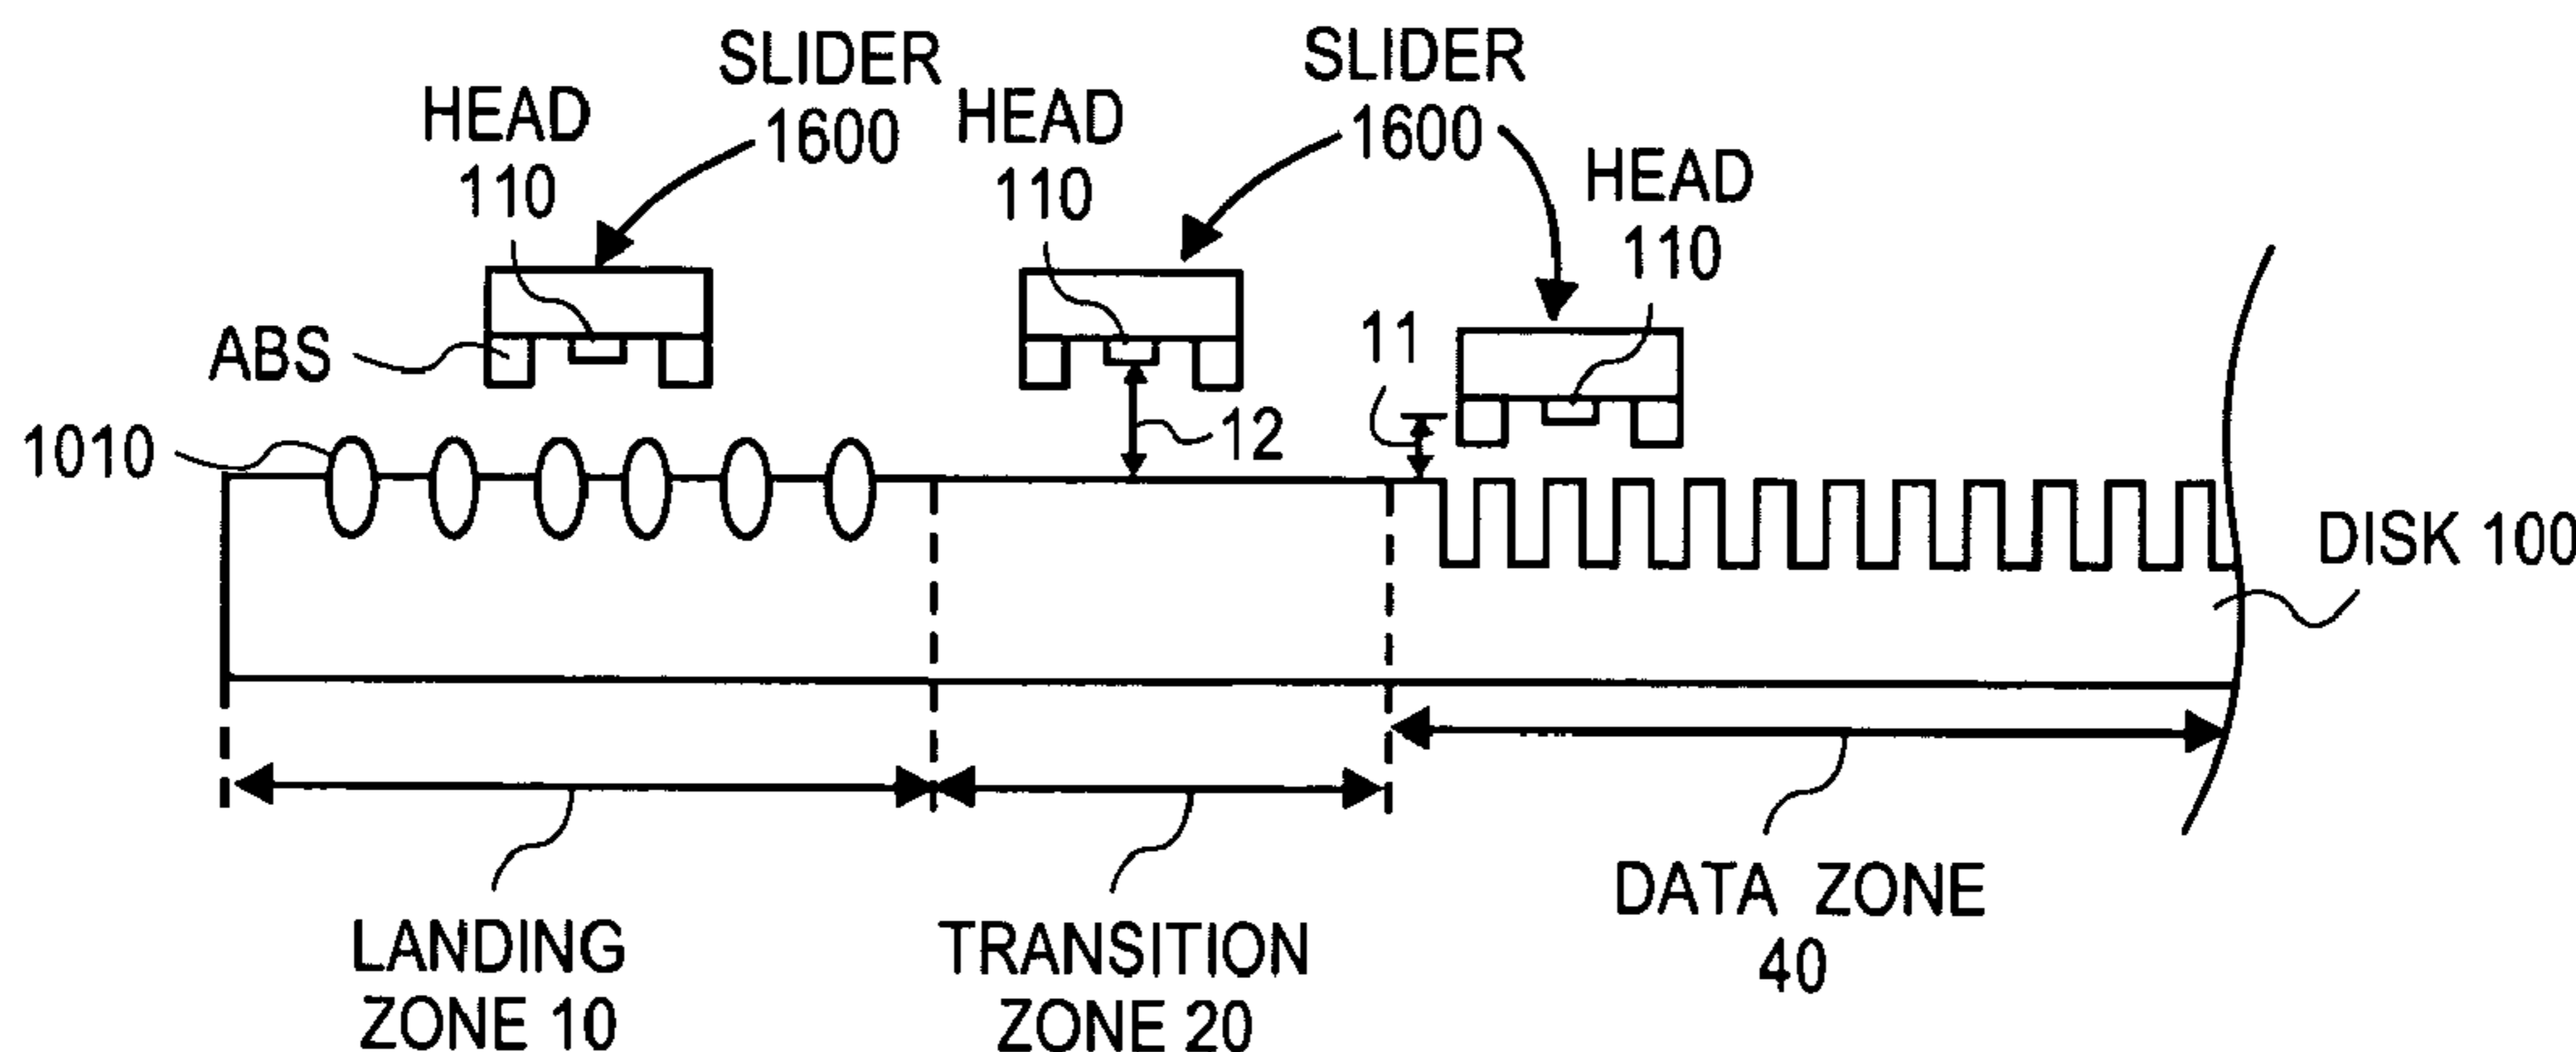 SLIDER
1600
HEAD
110
HEAD
110
SLIDER
1600
HEAD
110
ABS
11
12
1010
DISK 100
LANDING
ZONE 10
TRANSITION
ZONE 20
DATA ZONE
40